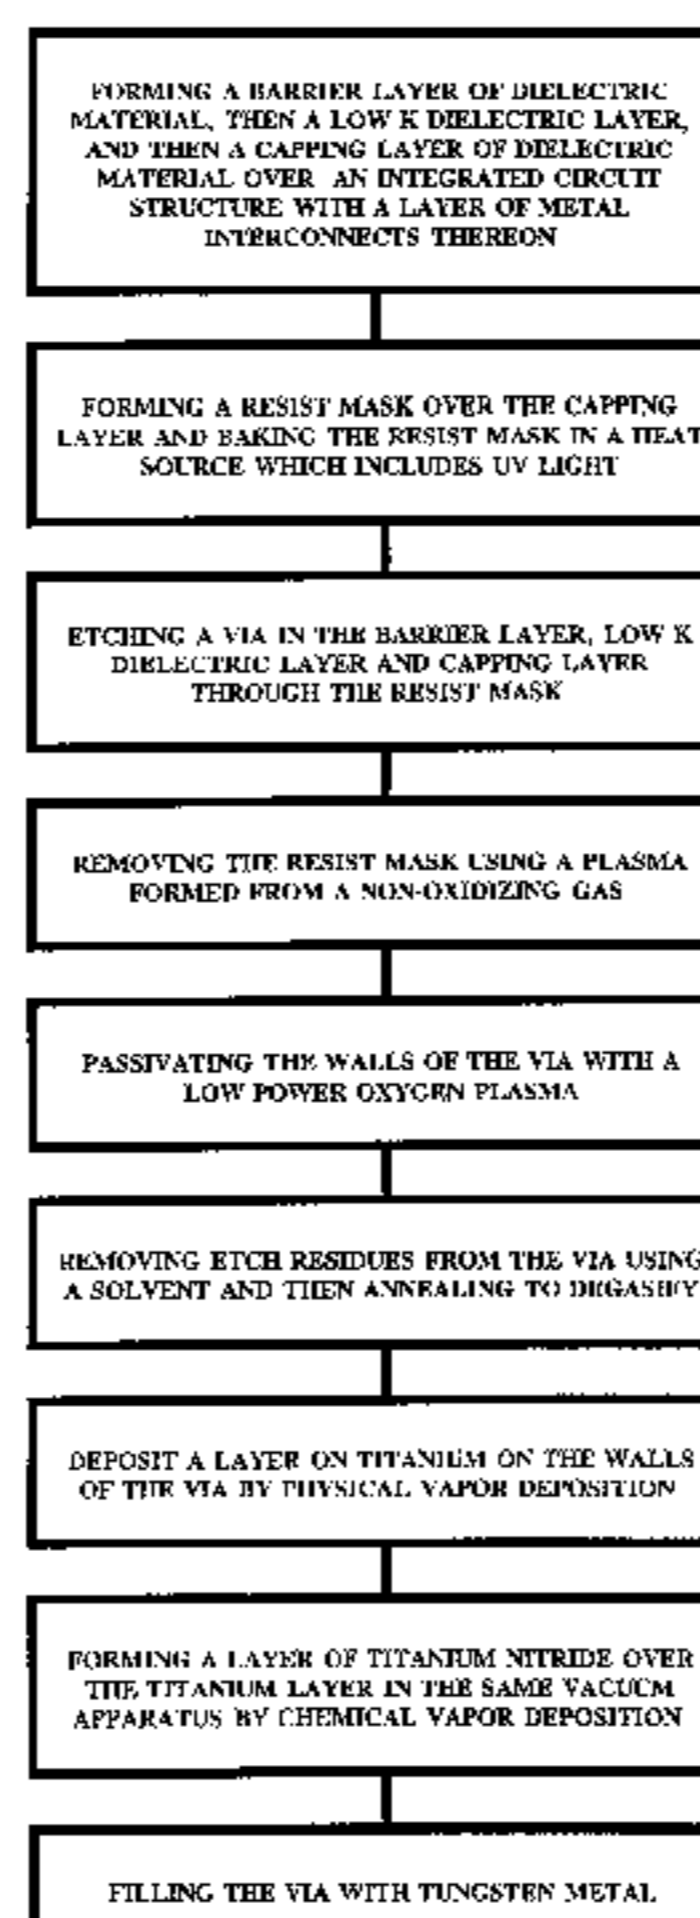 FORMING A BARRIER LAYER OF DIELECTRIC
MATERIAL, THEN A LOW K DIELECTRIC LAYER,
AND THEN A CAPPING LAYER OF DIELECTRIC
MATERIAL OVER AN INTEGRATED CIRCUIT
STRUCTURE WITH A LAYER OF METAL
INTERCONNECTS THEREON
FORMING A RESIST MASK OVER THE CAPPING
LAYER AND BAKING THE RESIST MASK IN A HEAT
SOURCE WHICH INCLUDES UV LIGHT
ETCHING A VIA IN THE BARRIER LAYER, LOW K
DIELECTRIC LAYER AND CAPPING LAYER
THROUGH THE RESIST MASK
REMOVING THE RESIST MASK USING A PLASMA
FORMED FROM A NON-OXIDIZING GAS
PASSIVATING THE WALLS OF THE VIA WITH A
LOW POWER OXYGEN PLASMA
REMOVING ETCH RESIDUES FROM THE VIA USING
A SOLVENT AND THEN ANNEALING TO DEGASIFY
DEPOSIT A LAYER ON TITANIUM ON THE WALLS
OF THE VIA BY PHYSICAL VAPOR DEPOSITION
FORMING A LAYER OF TITANIUM NITRIDE OVER
THE TITANIUM LAYER IN THE SAME VACUUM
APPARATUS BY CHEMICAL VAPOR DEPOSITION
FILLING THE VIA WITH TUNGSTEN METAL